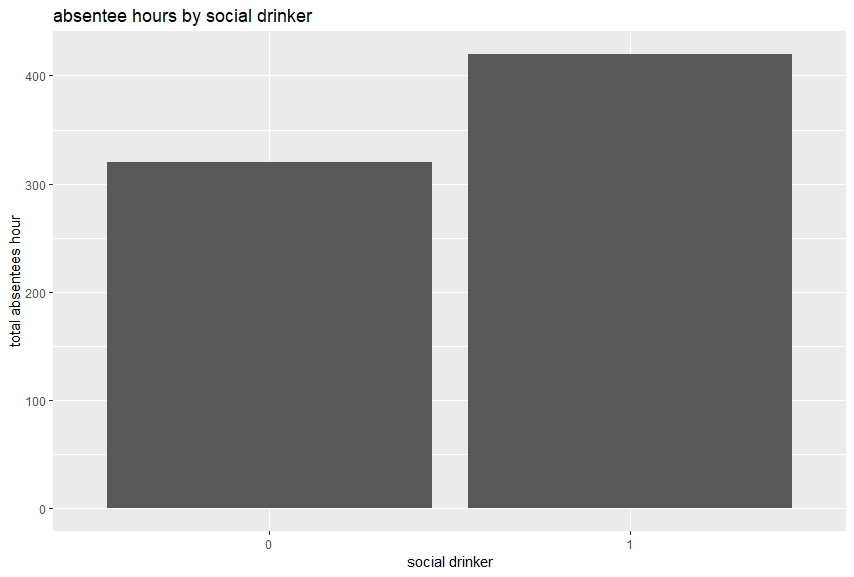 absentee hours by social drinker
400
300
200
100
0
total absentees hour
0 1
social drinker